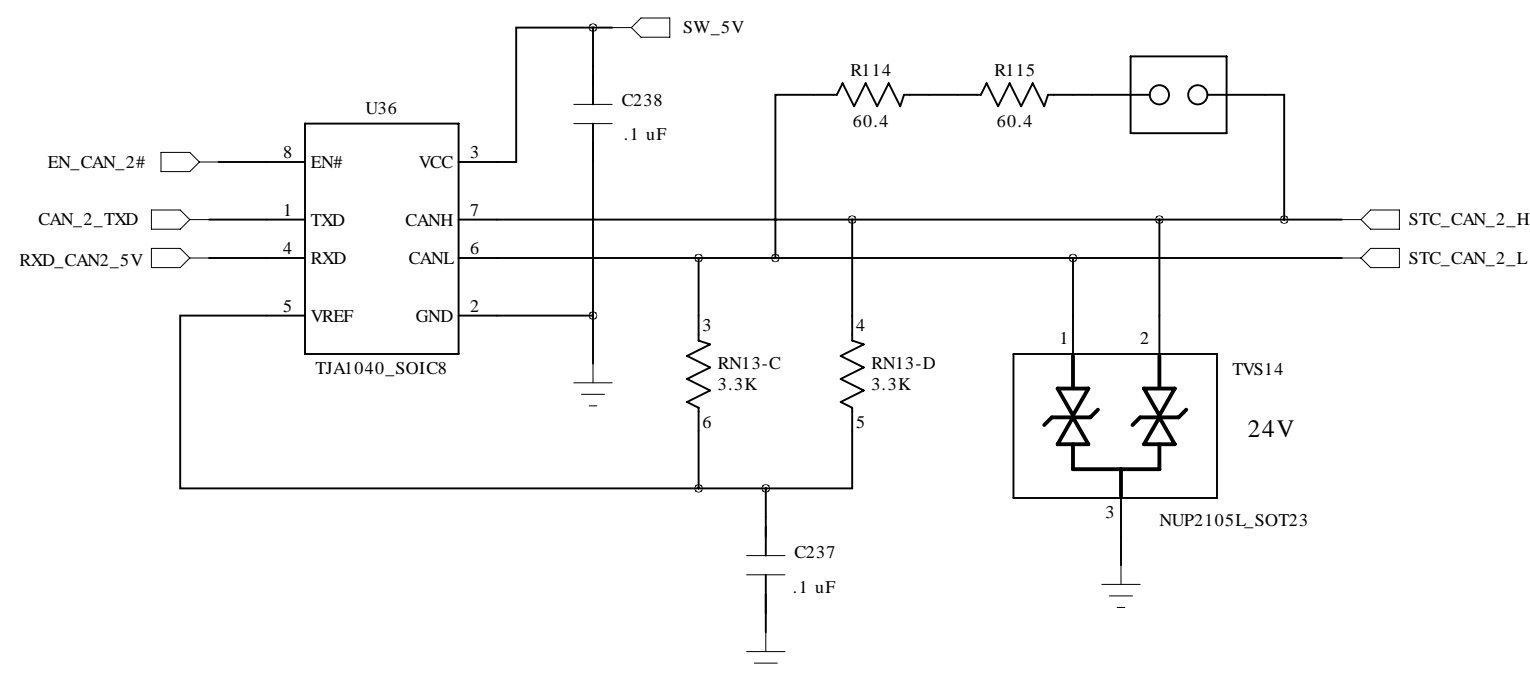 SW_5V
R114
R115
60.4
60.4
C238
.1 uF
U36
EN_CAN_2#
8
EN#
VCC
3
CAN_2_TXD
1
TXD
CANH
7
STC_CAN_2_H
RXD_CAN2_5V
4
RXD
CANL
6
STC_CAN_2_L
5
VREF
GND
2
TJA1040_SOIC8
3
RN13-C
3.3K
6
4
RN13-D
3.3K
5
1
2
TVS14
24V
3
NUP2105L_SOT23
C237
.1 uF